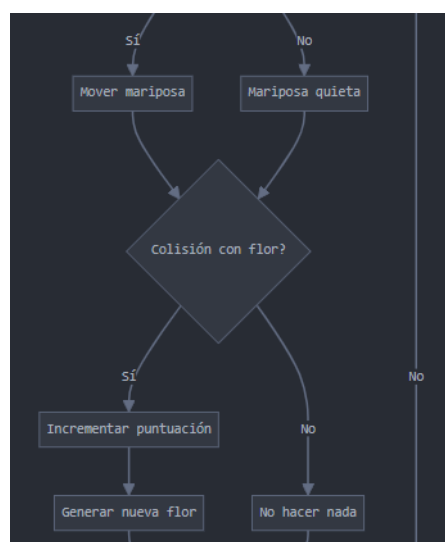 Sí
No
Mover mariposa
Mariposa quieta
Colisión con flor?
Sí
No
Incrementar puntuación
No
Generar nueva flor
No hacer nada